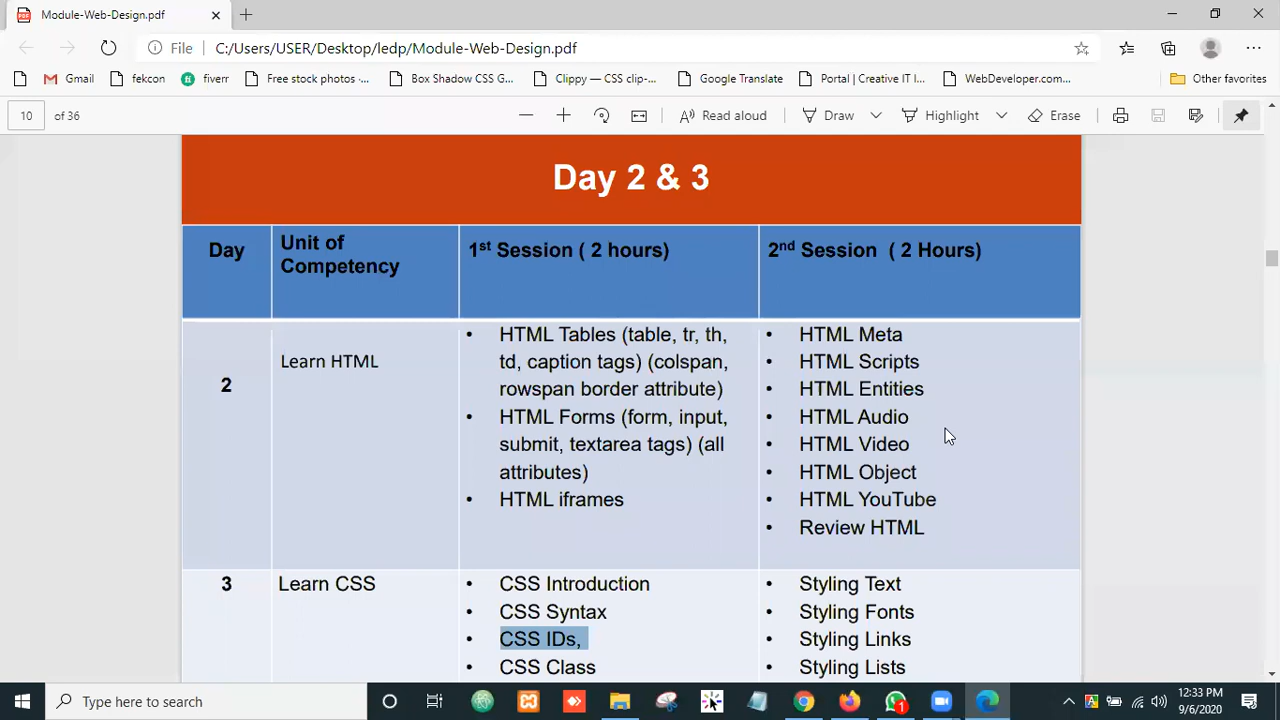 Module-Web-Design.pdf
File C:/Users/USER/Desktop/ledp/Module-Web-Design.pdf
Gmail fekcon fiverr Free stock photos -... Box Shadow CSS G... Clippy — CSS clip-... Google Translate Portal | Creative IT I... WebDeveloper.com... Other favorites
10 of 36 Read aloud Draw Highlight Erase
Day 2 & 3
Day
Unit of
Competency
1st Session ( 2 hours)
2nd Session ( 2 Hours)
2
Learn HTML
• HTML Tables (table, tr, th,
td, caption tags) (colspan,
rowspan border attribute)
• HTML Forms (form, input,
submit, textarea tags) (all
attributes)
• HTML iframes
• HTML Meta
• HTML Scripts
• HTML Entities
• HTML Audio
• HTML Video
• HTML Object
• HTML YouTube
• Review HTML
3
Learn CSS
• CSS Introduction
• CSS Syntax
• CSS IDs,
• CSS Class
• Styling Text
• Styling Fonts
• Styling Links
• Styling Lists
Type here to search
1
12:33 PM
9/6/2020